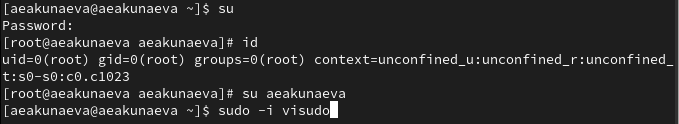 [aeakunaeva@aeakunaeva ~]$ su
Password:
[root@aeakunaeva aeakunaeva]# id
uid=0(root) gid=0(root) groups=0(root) context=unconfined_u:unconfined_r:unconfined_
t:s0-s0:c0.c1023
[root@aeakunaeva aeakunaeva]# su aeakunaeva
[aeakunaeva@aeakunaeva ~]$ sudo -i visudo